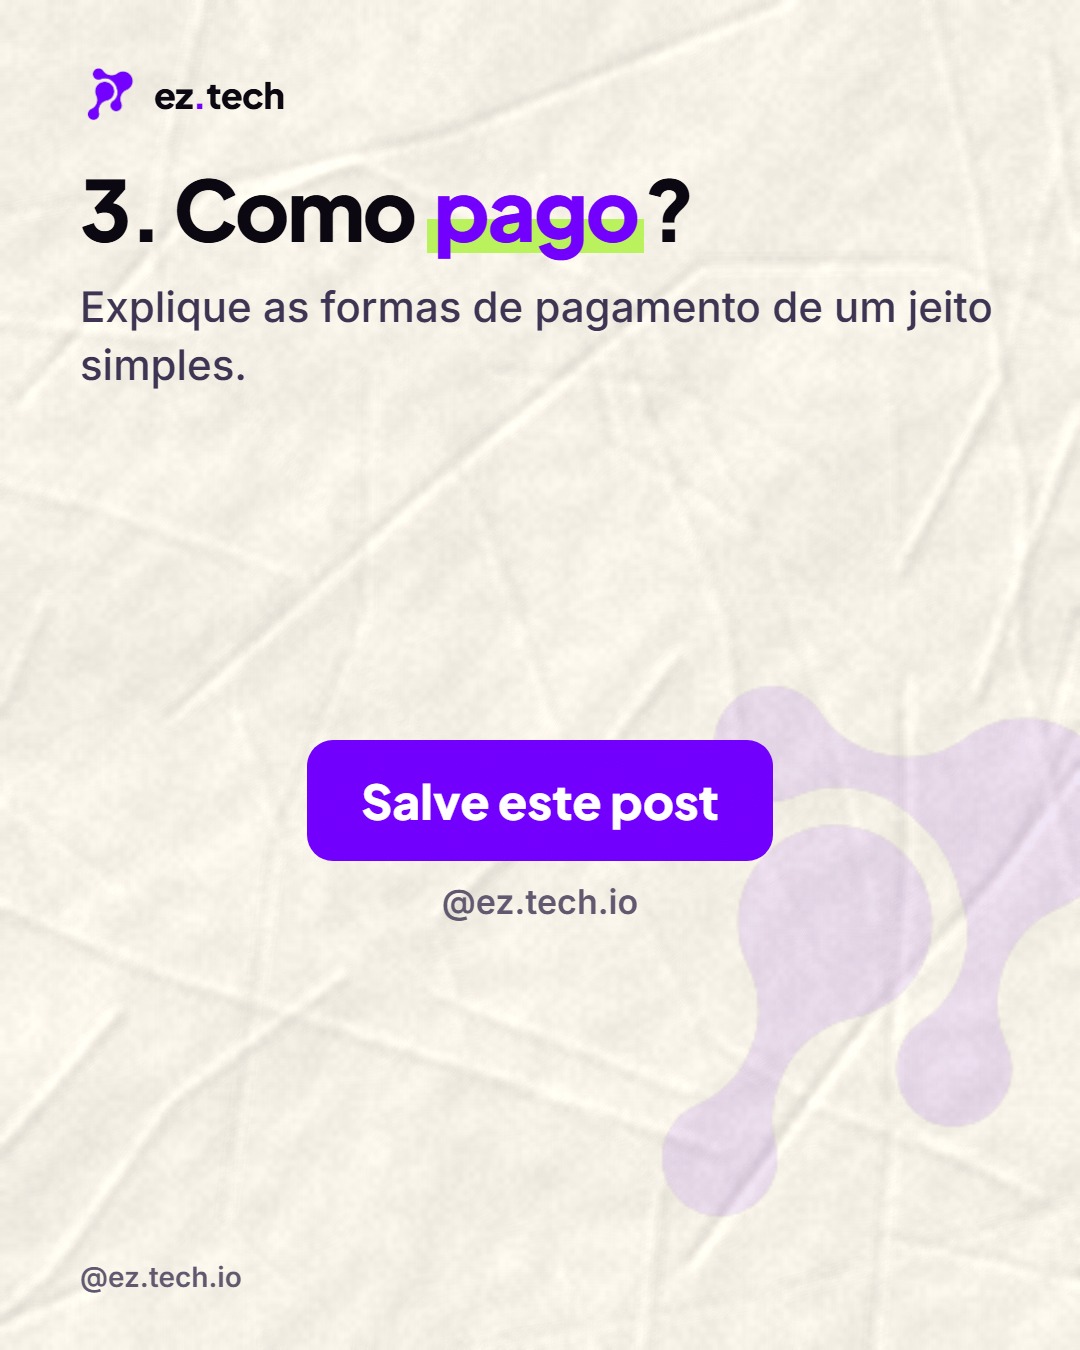 ez.tech
3. Como pago?
Explique as formas de pagamento de um jeito
simples.
Salve este post
@ez.tech.io
@ez.tech.io